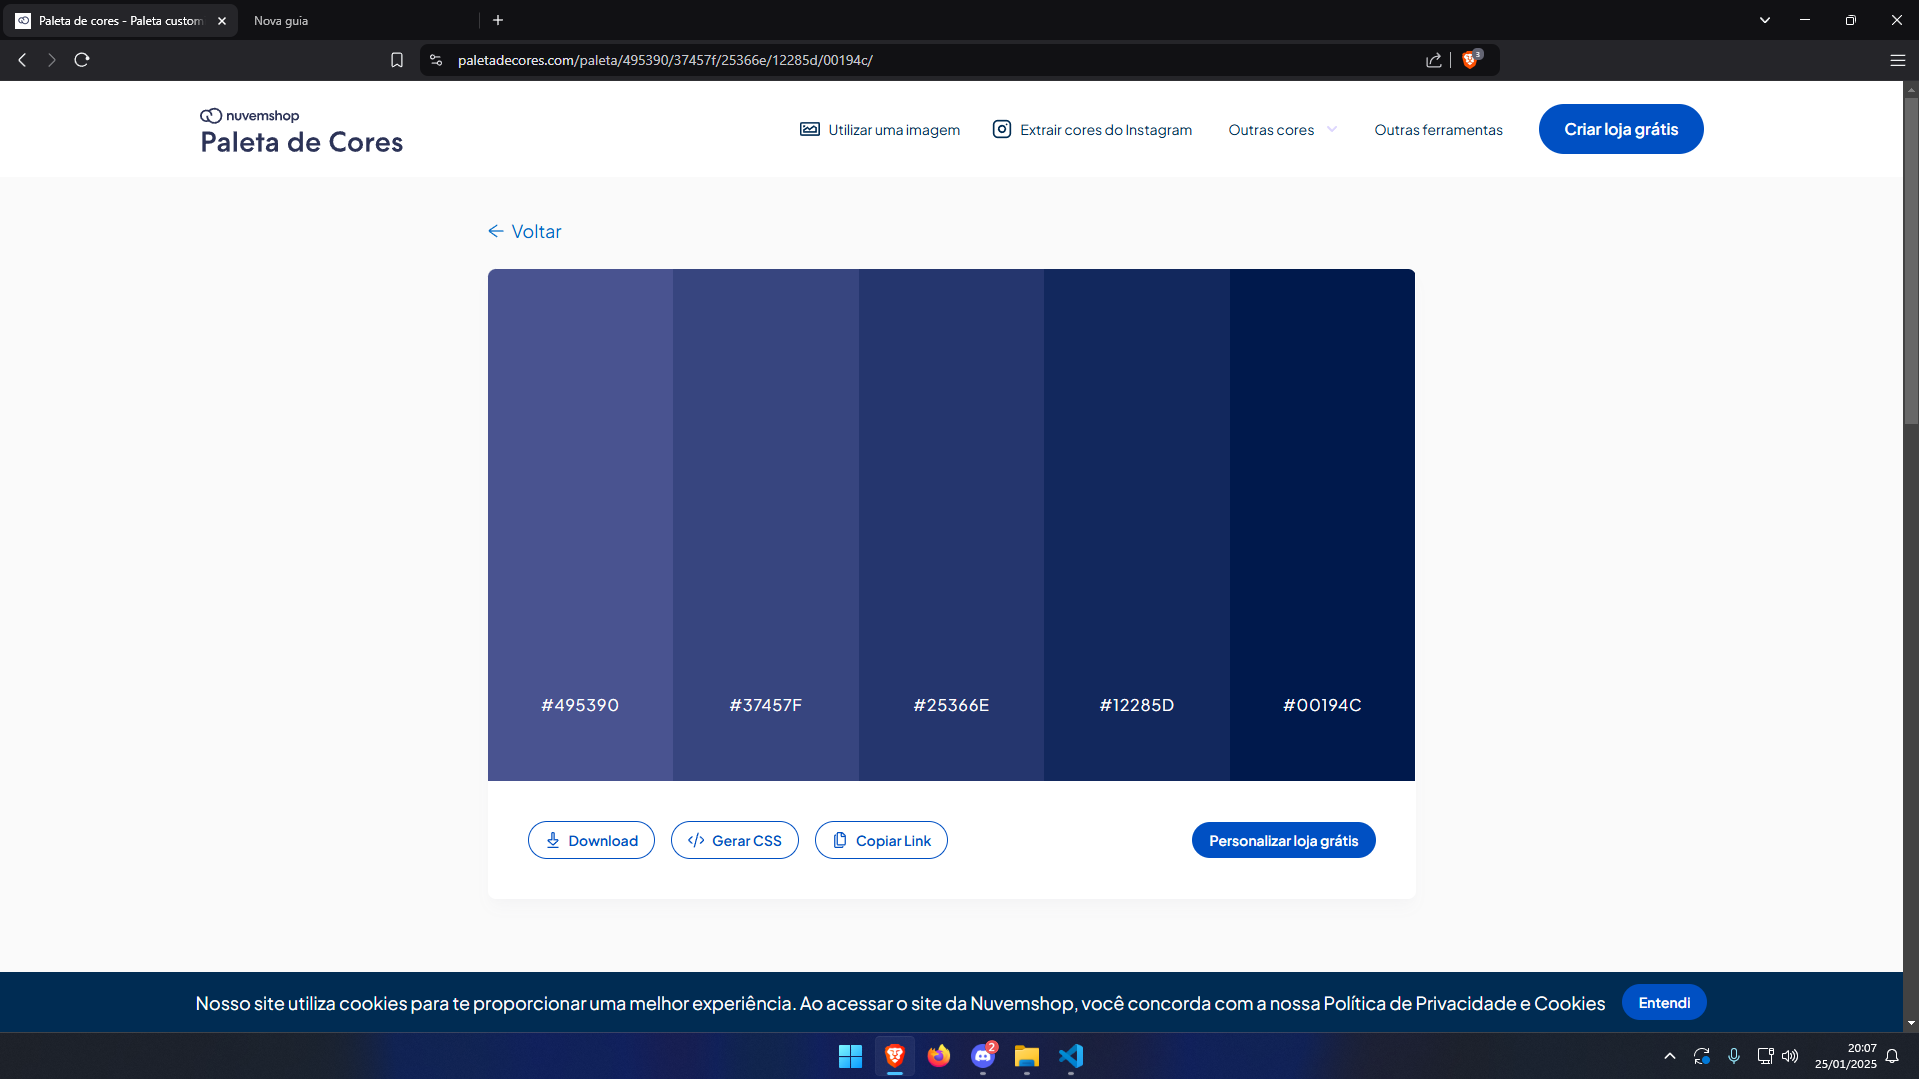 Paleta de cores - Paleta custom
Nova guia
paletadecores.com/paleta/495390/37457f/25366e/12285d/00194c/
3
nuvemshop
Paleta de Cores
Utilizar uma imagem
Extrair cores do Instagram
Outras cores
Outras ferramentas
Criar loja grátis
Voltar
#495390
#37457F
#25366E
#12285D
#00194C
Download
Gerar CSS
Copiar Link
Personalizar loja grátis
Nosso site utiliza cookies para te proporcionar uma melhor experiência. Ao acessar o site da Nuvemshop, você concorda com a nossa Política de Privacidade e Cookies
Entendi
2
20:07
25/01/2025